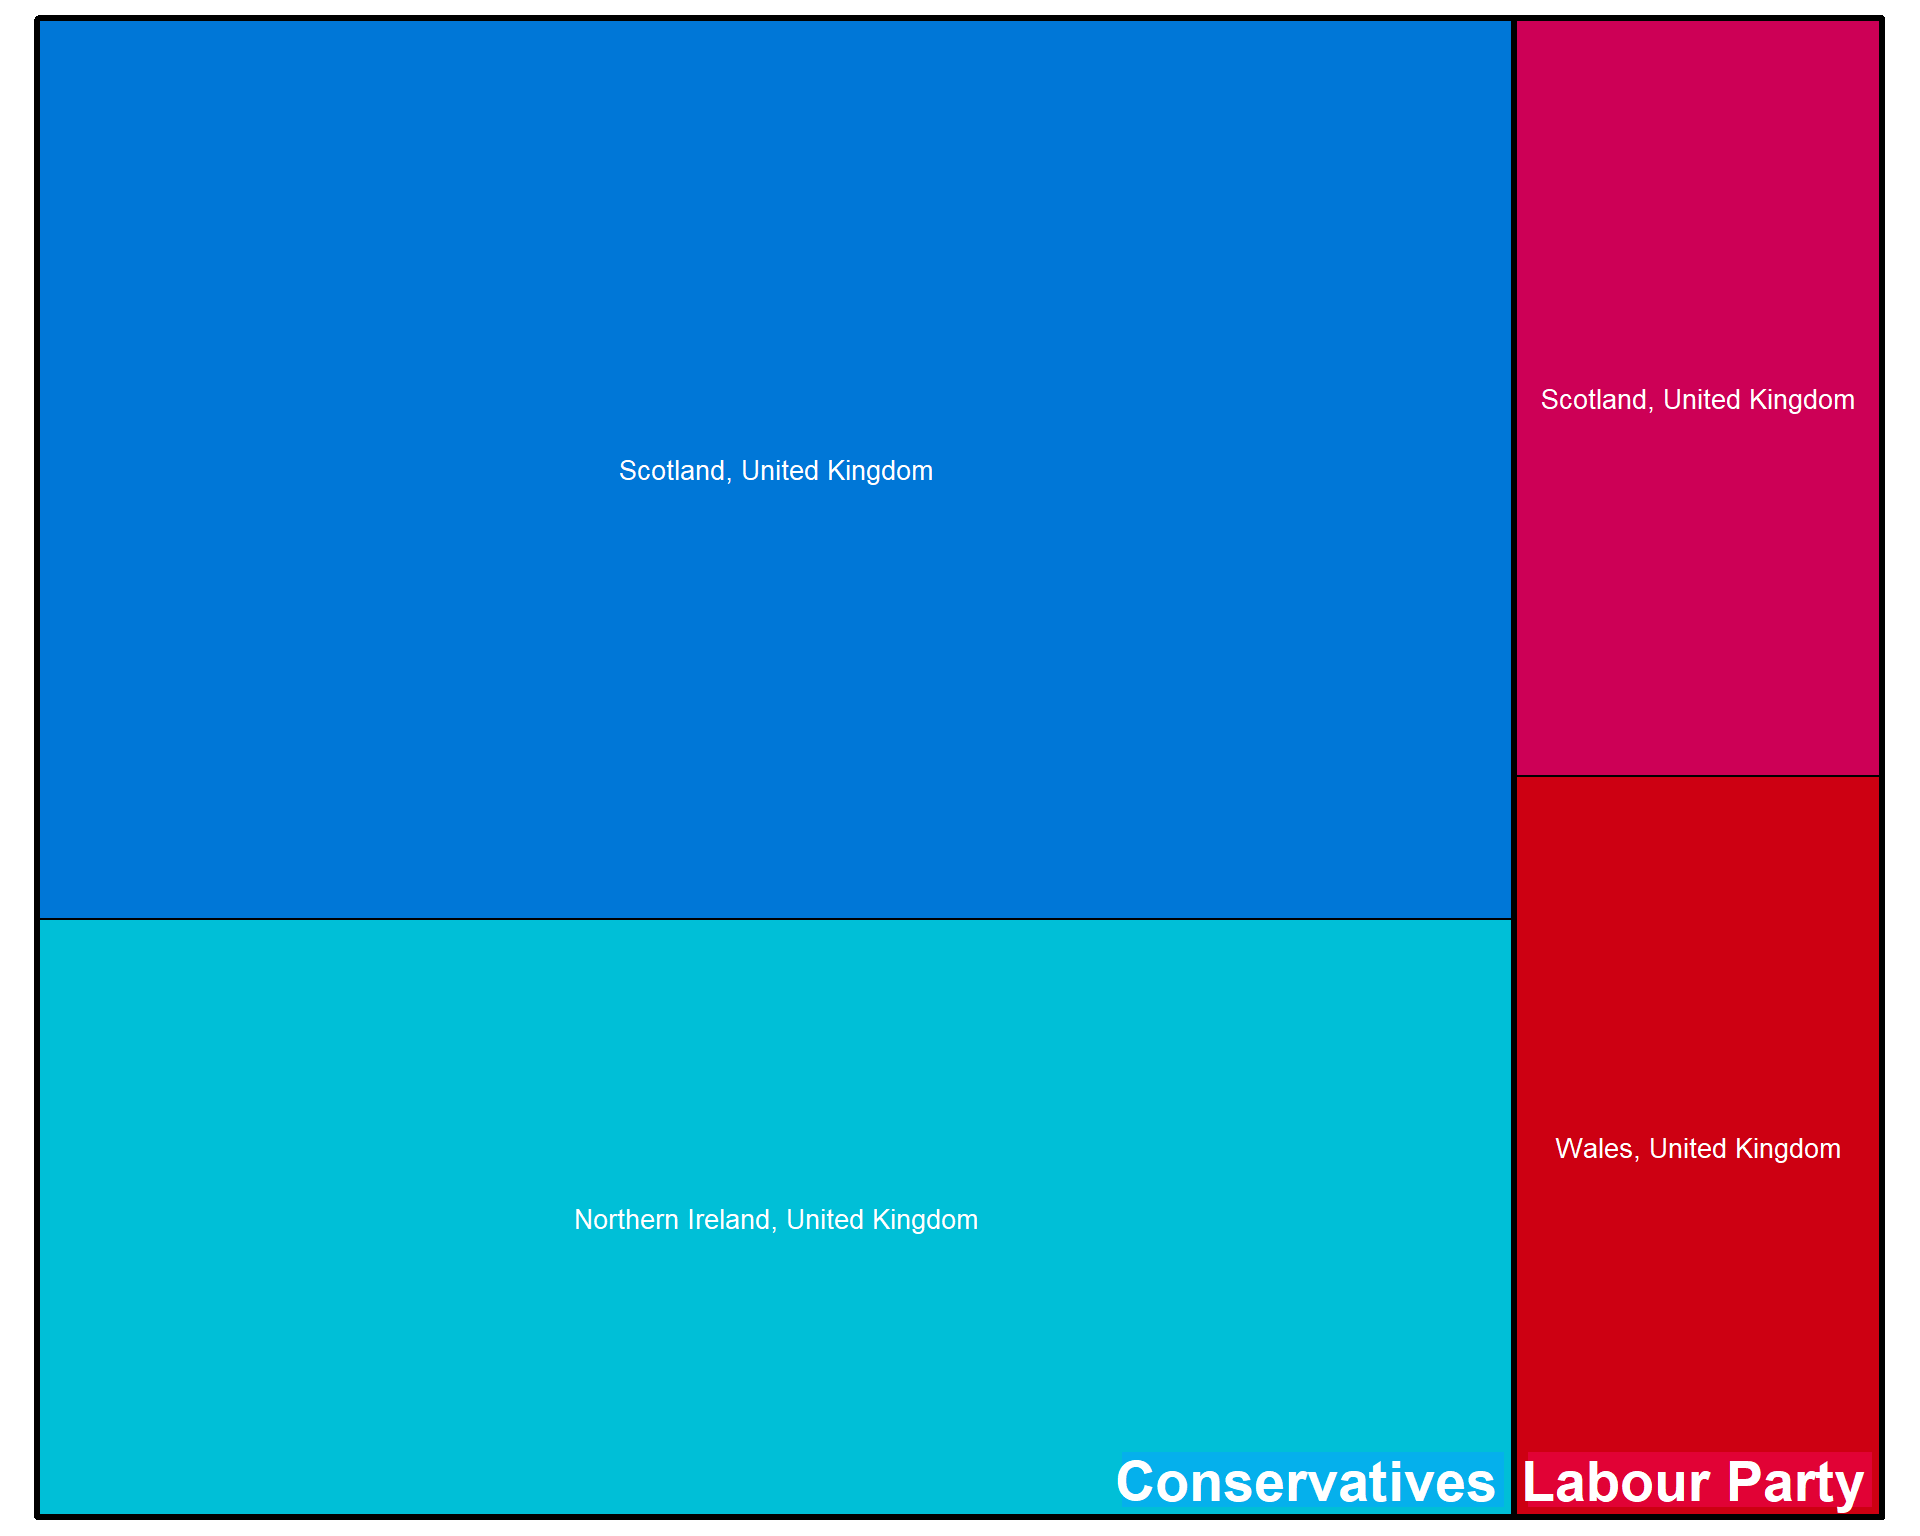 Scotland, United Kingdom
Scotland, United Kingdom
Wales, United Kingdom
Northern Ireland, United Kingdom
Conservatives
Labour Party